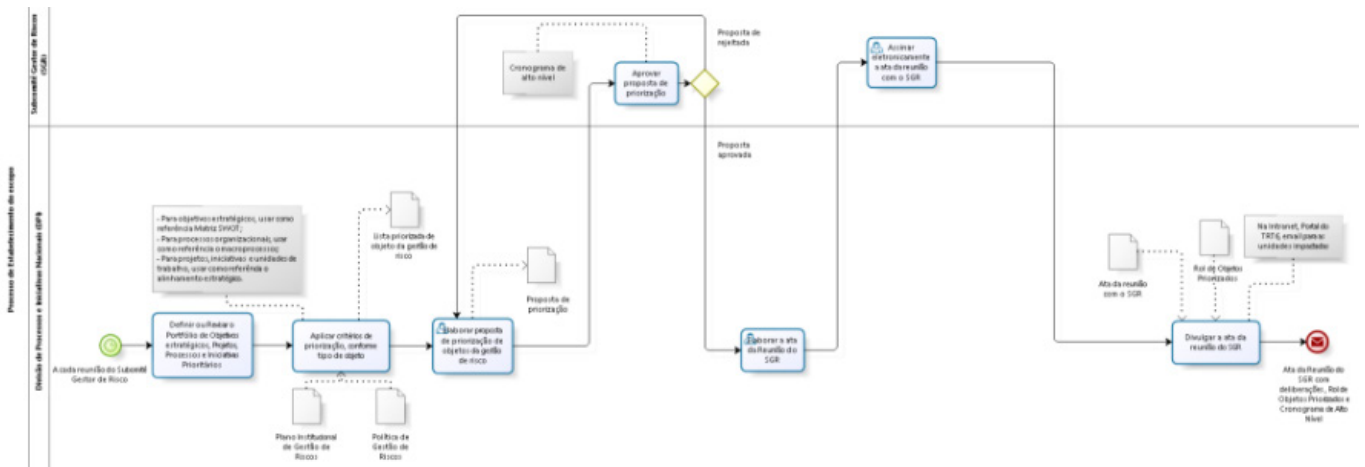 Processo de Estabelecimento do escopo
Subcomitê Gestor de Riscos
(SGR)
Divisão de Processos e Iniciativas Nacionais (DPIN)
Cronograma de
alto nível
Aprovar
proposta de
priorização
Proposta de
rejeitada
Proposta
aprovada
Assinar
eletronicamente
a ata da reunião
com o SGR
- Para objetivos estratégicos, usar como
referência Matriz SWOT;
- Para processos organizacionais, usar
como referência o macroprocesso;
- Para projetos, iniciativas e unidades de
trabalho, usar como referência o
alinhamento estratégico.
Lista priorizada de
objeto da gestão de
risco
Proposta de
priorização
A cada reunião do Subomitê
Gestor de Risco
Definir ou Revisar o
Portfólio de Objetivos
estratégicos, Projetos,
Processos e Iniciativas
Prioritários
Aplicar critérios de
priorização, conforme
tipo de objeto
Elaborar proposta
de priorização de
objetos da gestão
de risco
Plano Institucional
de Gestão de
Riscos
Política de
Gestão de
Riscos
Elaborar a ata
da Reunião do
SGR
Ata da reunião
com o SGR
Rol de Objetos
Priorizados
Na Intranet, Portal do
TRT6, email para as
unidades impactadas
Divulgar a ata da
reunião do SGR
Ata da Reunião do
SGR com
deliberações, Rol de
Objetos Priorizados e
Cronograma de Alto
Nível